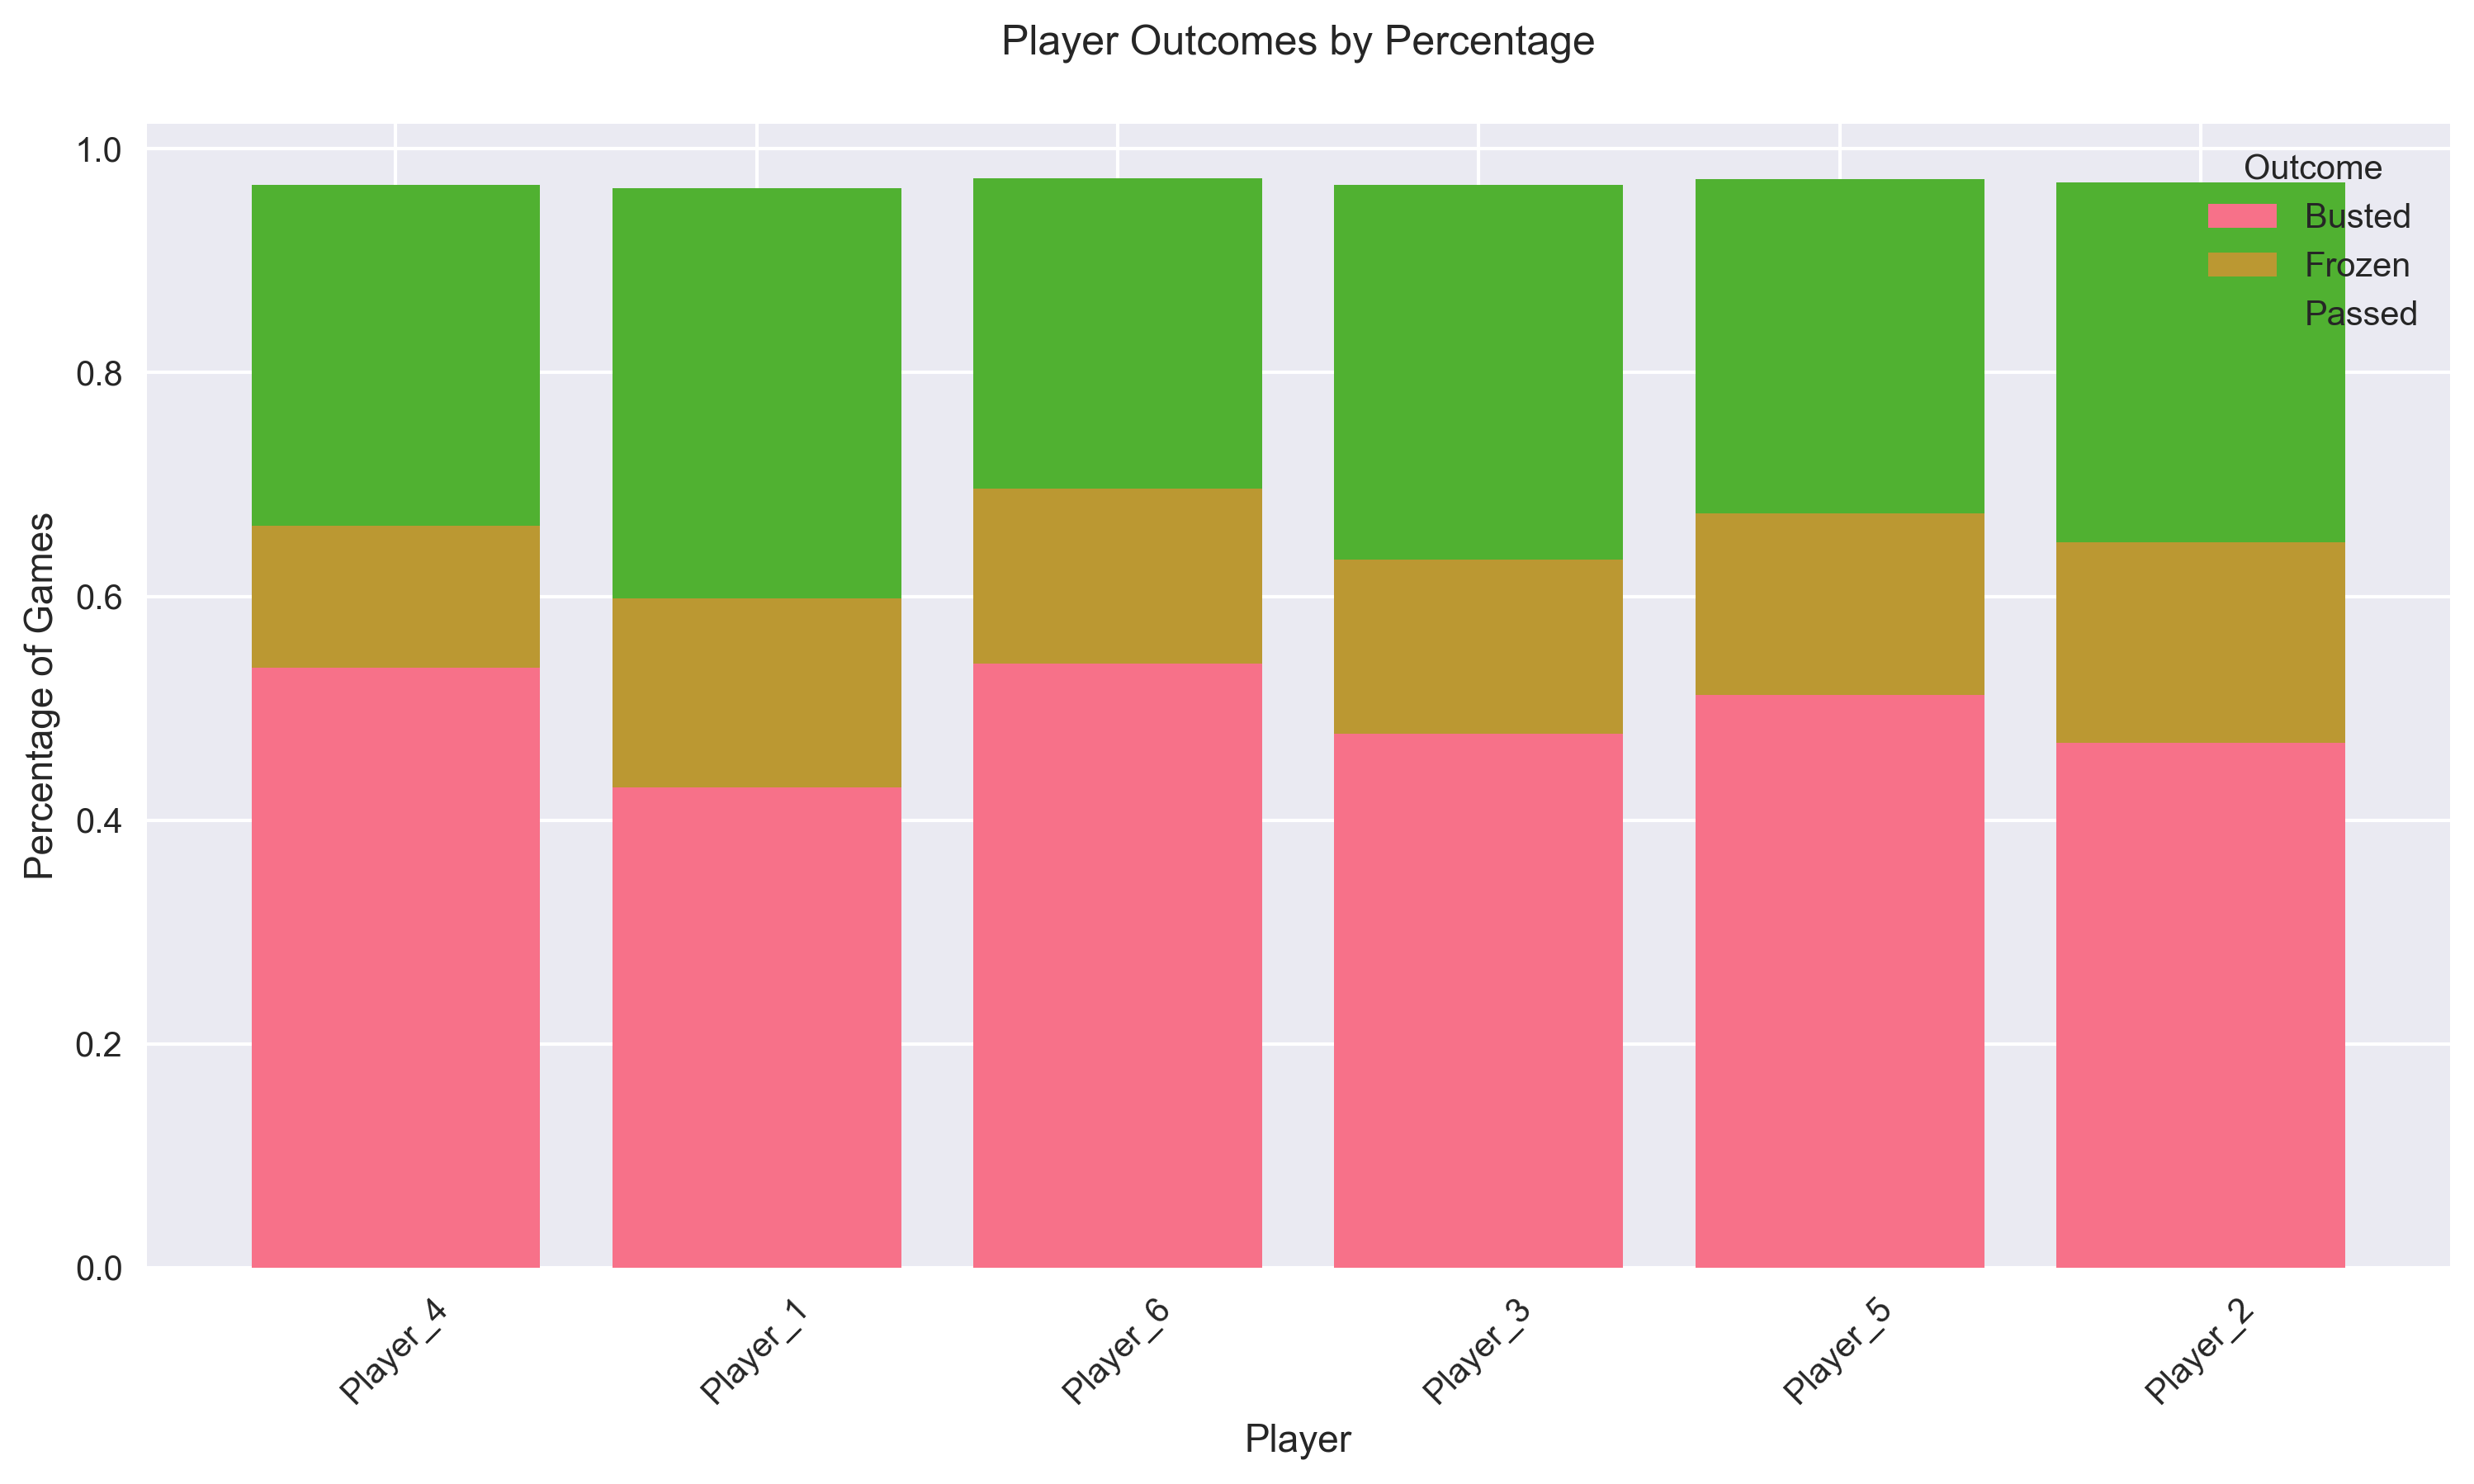 Player Outcomes by Percentage
Outcome
Busted
Frozen
Passed
Percentage of Games
1.0
0.8
0.6
0.4
0.2
0.0
Player_4
Player_1
Player_6
Player_3
Player_5
Player_2
Player